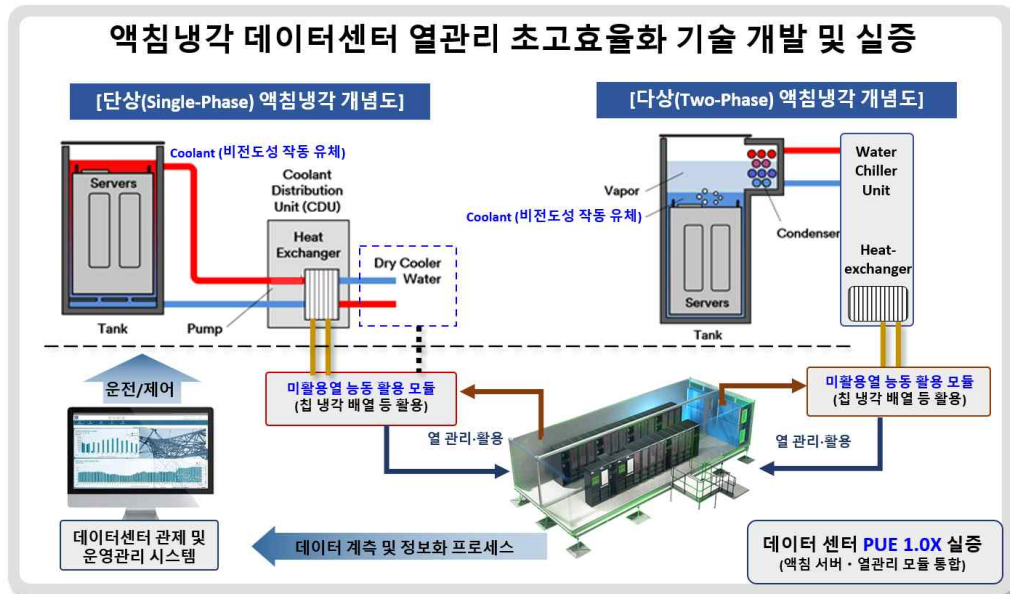 액침냉각 데이터센터 열관리 초고효율화 기술 개발 및 실증
[단상(Single-Phase) 액침냉각 개념도]
Coolant (비전도성 작동 유체)
Servers
Coolant
Distribution
Unit (CDU)
Heat
Exchanger
Dry Cooler
Water
Tank
Pump
[다상(Two-Phase) 액침냉각 개념도]
Vapor
Coolant (비전도성 작동 유체)
Condenser
Servers
Tank
Water
Chiller
Unit
Heat-
exchanger
운전/제어
미활용열 능동 활용 모듈
(칩 냉각 배열 등 활용)
열 관리·활용
미활용열 능동 활용 모듈
(칩 냉각 배열 등 활용)
열 관리·활용
데이터센터 관제 및
운영관리 시스템
데이터 계측 및 정보화 프로세스
데이터 센터 PUE 1.0X 실증
(액침 서버・열관리 모듈 통합)